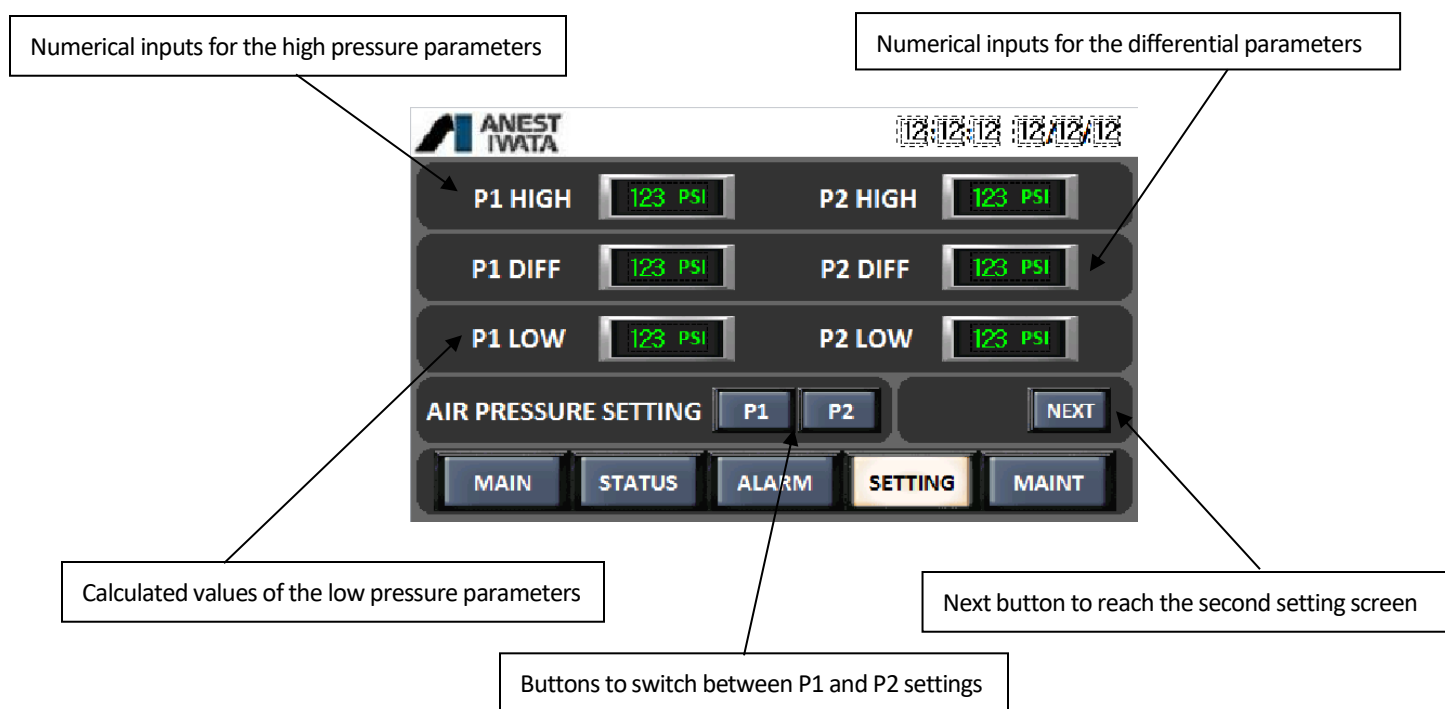 Numerical inputs for the high pressure parameters
Numerical inputs for the differential parameters
ANEST
IWATA
12:12:12 12/12/12
P1 HIGH 123 PSI P2 HIGH 123 PSI
P1 DIFF 123 PSI P2 DIFF 123 PSI
P1 LOW 123 PSI P2 LOW 123 PSI
AIR PRESSURE SETTING P1 P2 NEXT
MAIN STATUS ALARM SETTING MAINT
Calculated values of the low pressure parameters
Next button to reach the second setting screen
Buttons to switch between P1 and P2 settings